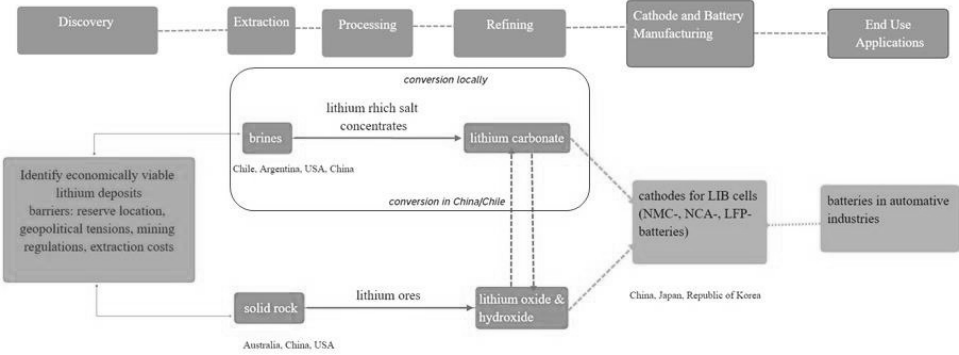 Discovery
Extraction
Processing
Refining
Cathode and Battery
Manufacturing
End Use
Applications
conversion locally
lithium rhich salt
concentrates
brines
lithium carbonate
Chile, Argentina, USA, China
Identify economically viable
lithium deposits
barriers: reserve location,
geopolitical tensions, mining
regulations, extraction costs
conversion in China/Chile
cathodes for LIB cells
(NMC-, NCA-, LFP-
batteries)
batteries in automative
industries
China, Japan, Republic of Korea
solid rock
lithium ores
lithium oxide &
hydroxide
Australia, China, USA